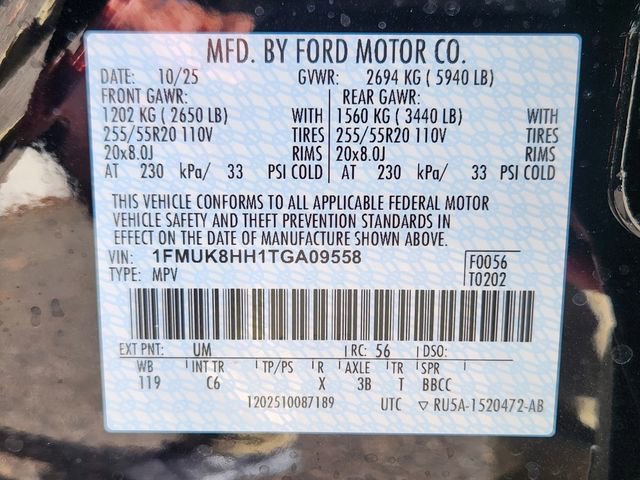 MFD. BY FORD MOTOR CO.
DATE: 10/25 GVWR: 2694 KG ( 5940 LB)
FRONT GAWR: REAR GAWR:
1202 KG ( 2650 LB) WITH 1560 KG ( 3440 LB) WITH
255/55R20 110V TIRES 255/55R20 110V TIRES
20x8.0J RIMS 20x8.0J RIMS
AT 230 kPa/ 33 PSI COLD AT 230 kPa/ 33 PSI COLD
THIS VEHICLE CONFORMS TO ALL APPLICABLE FEDERAL MOTOR
VEHICLE SAFETY AND THEFT PREVENTION STANDARDS IN
EFFECT ON THE DATE OF MANUFACTURE SHOWN ABOVE.
VIN: 1FMUK8HH1TGA09558 F0056
TYPE: MPV T0202
EXT PNT: UM RC: 56 DSO:
WB INT TR TP/PS R AXLE TR SPR
119 C6 X 3B T BBCC
1202510087189 UTC ▽ RU5A-1520472-AB